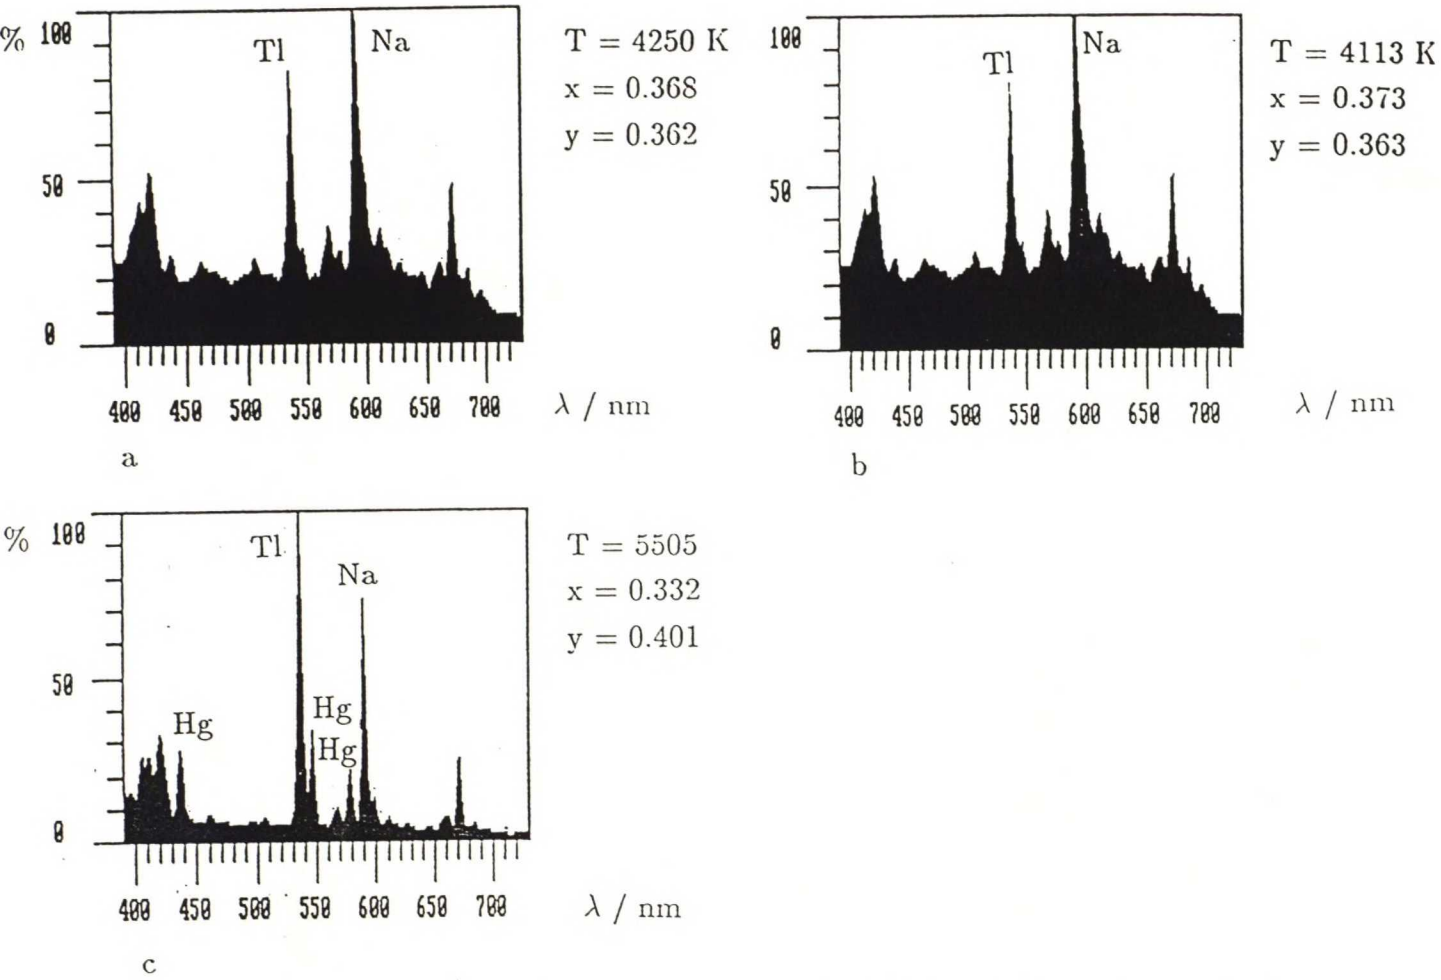 %
100
50
0
Tl
Na
400 450 500 550 600 650 700
λ / nm
T = 4250 K
x = 0.368
y = 0.362
a
100
50
0
Tl
Na
400 450 500 550 600 650 700
λ / nm
T = 4113 K
x = 0.373
y = 0.363
b
%
100
50
0
Tl
Na
Hg
Hg
Hg
400 450 500 550 600 650 700
λ / nm
T = 5505
x = 0.332
y = 0.401
c